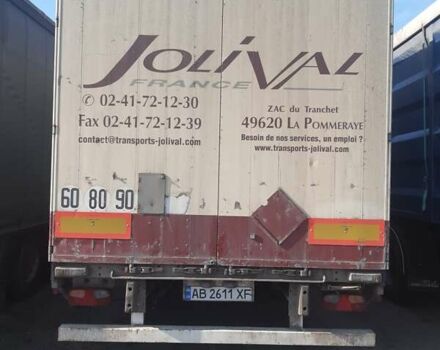 JOLIVAL
FRANCE
✆ 02-41-72-12-30
Fax 02-41-72-12-39
contact@transports-jolival.com
ZAC du Tranchet
49620 LA POMMERAYE
Besoin de nos services, un emploi ?
www.transports-jolival.com
60 80 90
AB 2611 XF